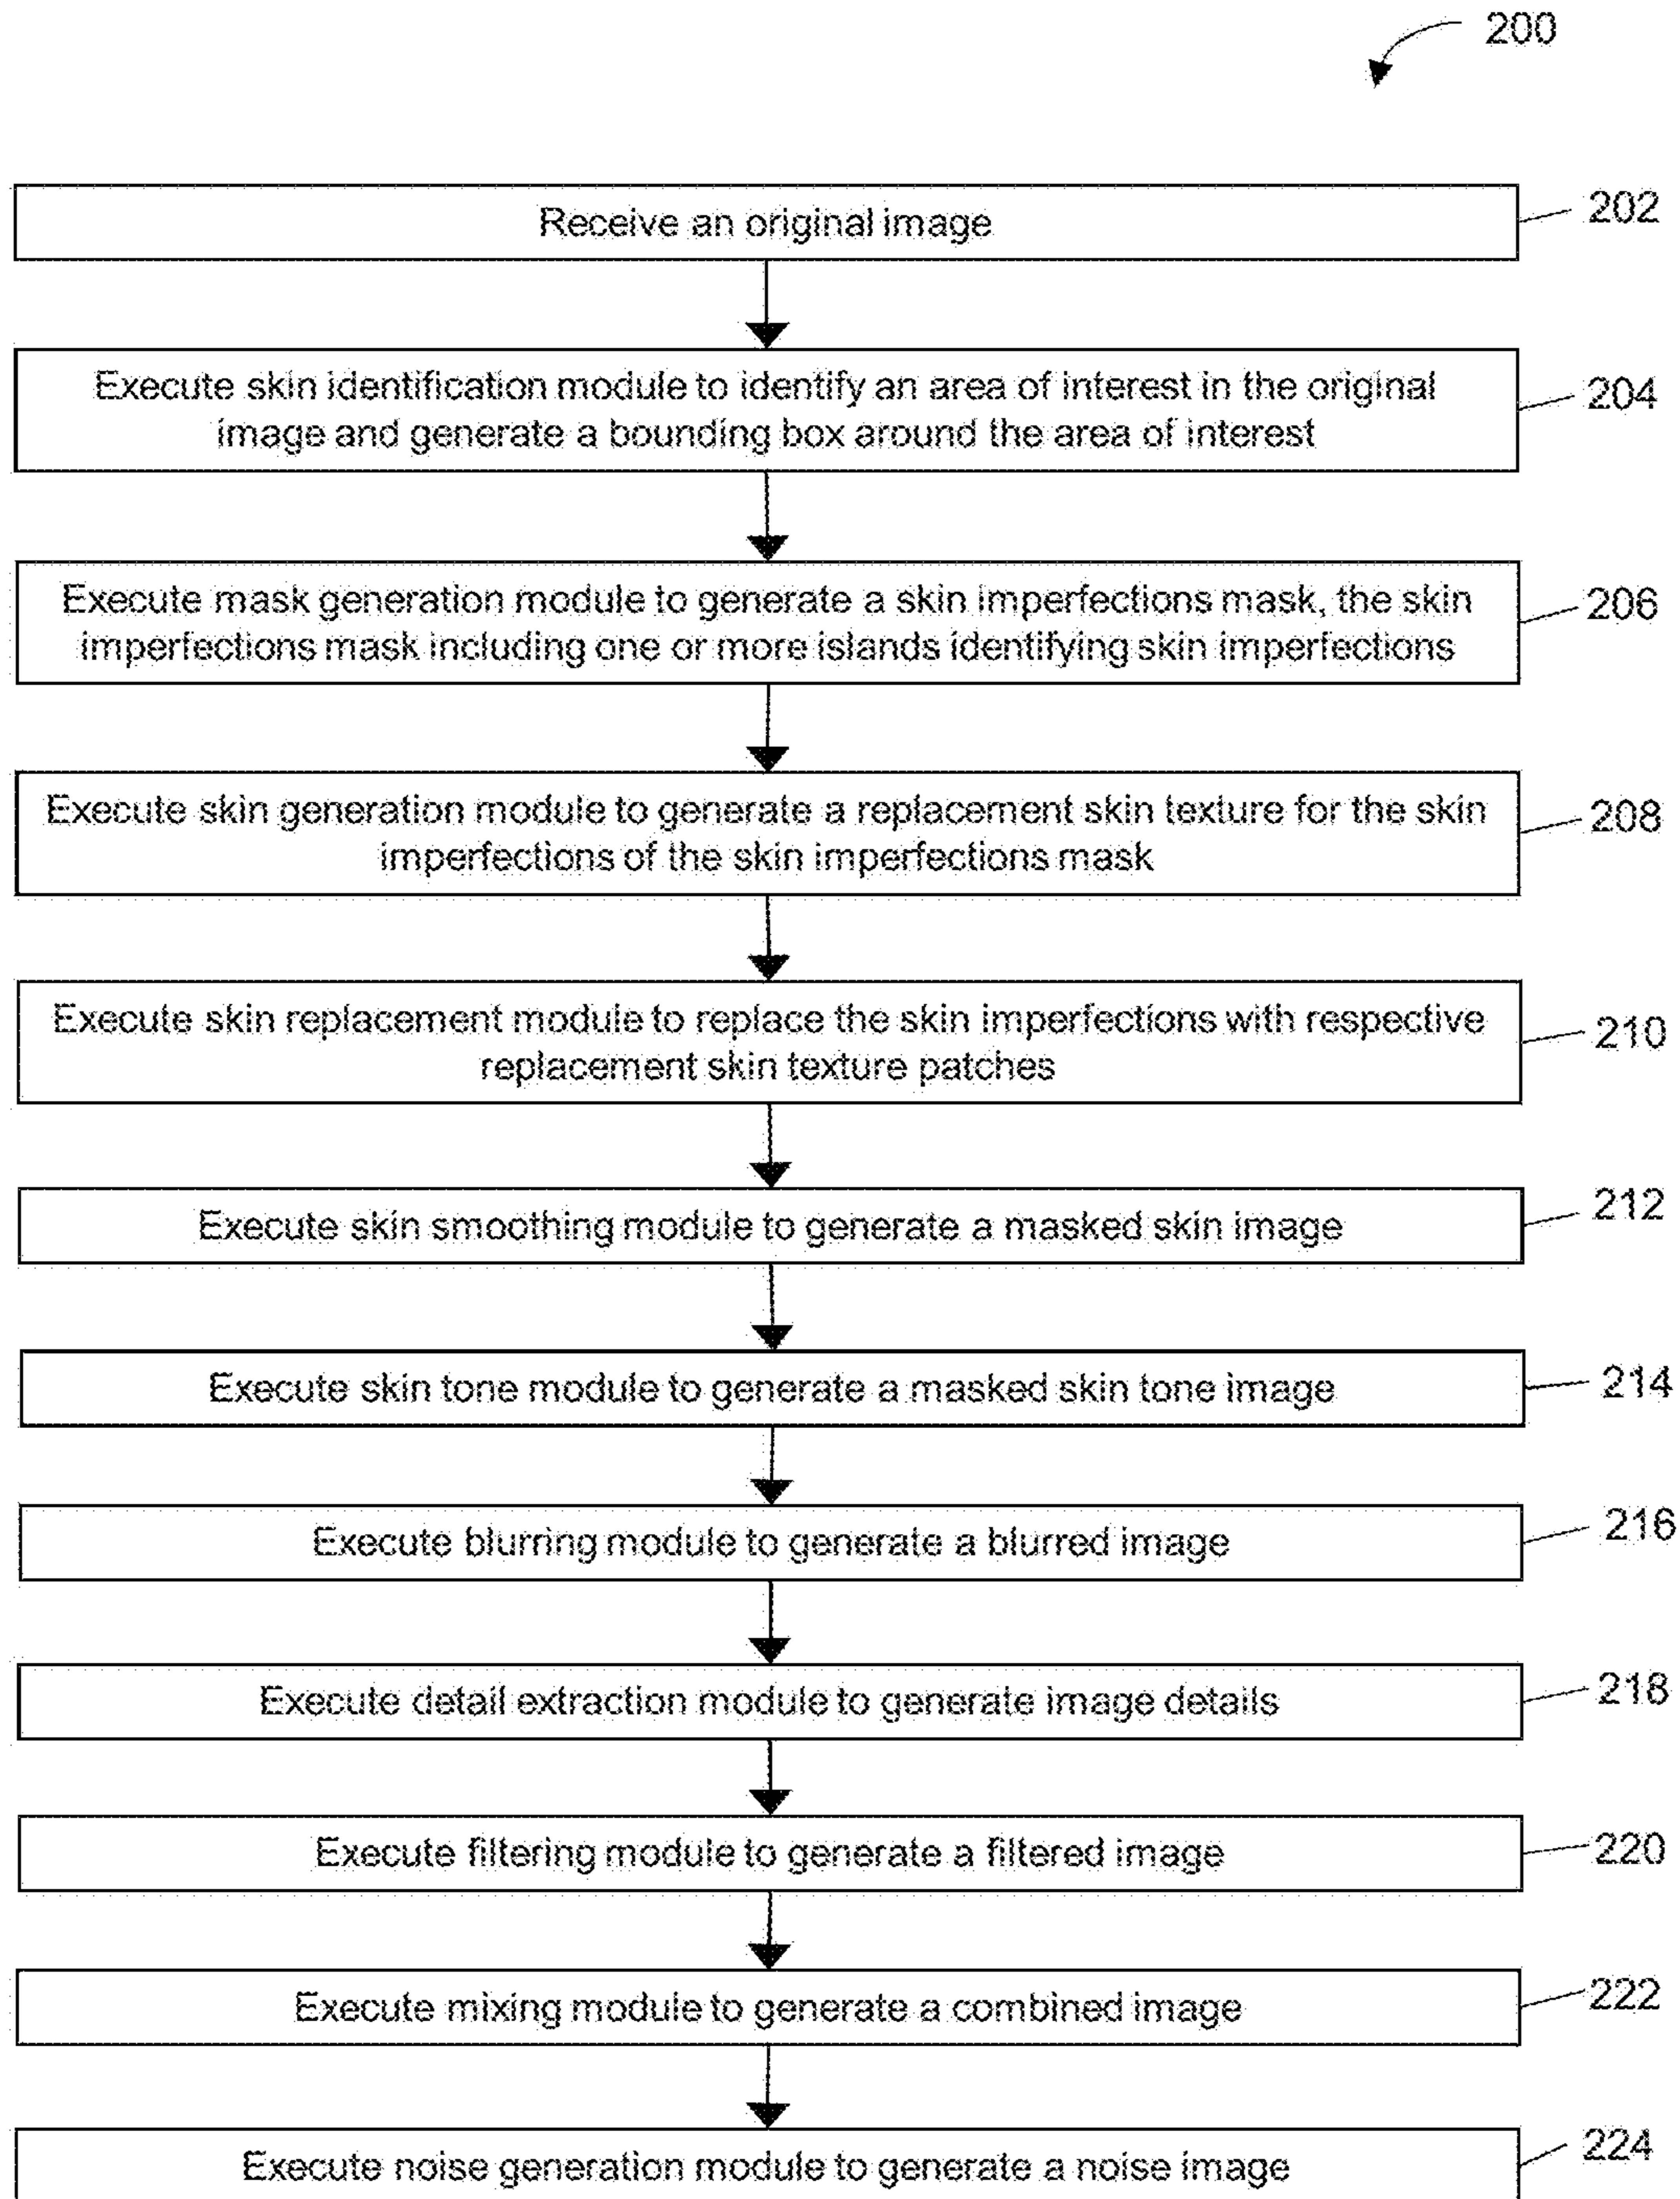 200
Receive an original image
202
Execute skin identification module to identify an area of interest in the original
image and generate a bounding box around the area of interest
204
Execute mask generation module to generate a skin imperfections mask, the skin
imperfections mask including one or more islands identifying skin imperfections
206
Execute skin generation module to generate a replacement skin texture for the skin
imperfections of the skin imperfections mask
208
Execute skin replacement module to replace the skin imperfections with respective
replacement skin texture patches
210
Execute skin smoothing module to generate a masked skin image
212
Execute skin tone module to generate a masked skin tone image
214
Execute blurring module to generate a blurred image
216
Execute detail extraction module to generate image details
218
Execute filtering module to generate a filtered image
220
Execute mixing module to generate a combined image
222
Execute noise generation module to generate a noise image
224